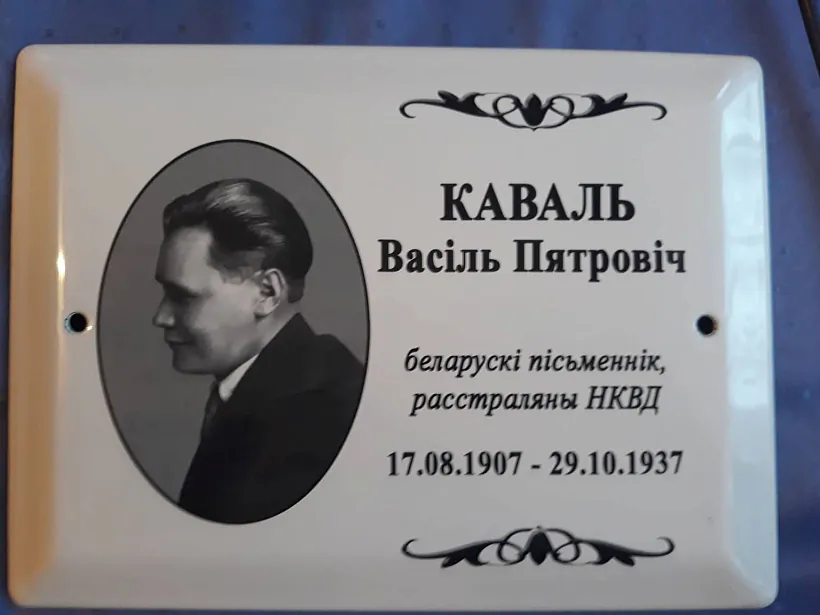 КАВАЛЬ
Васіль Пятровіч
беларускі пісьменнік,
расстраляны НКВД
17.08.1907 - 29.10.1937